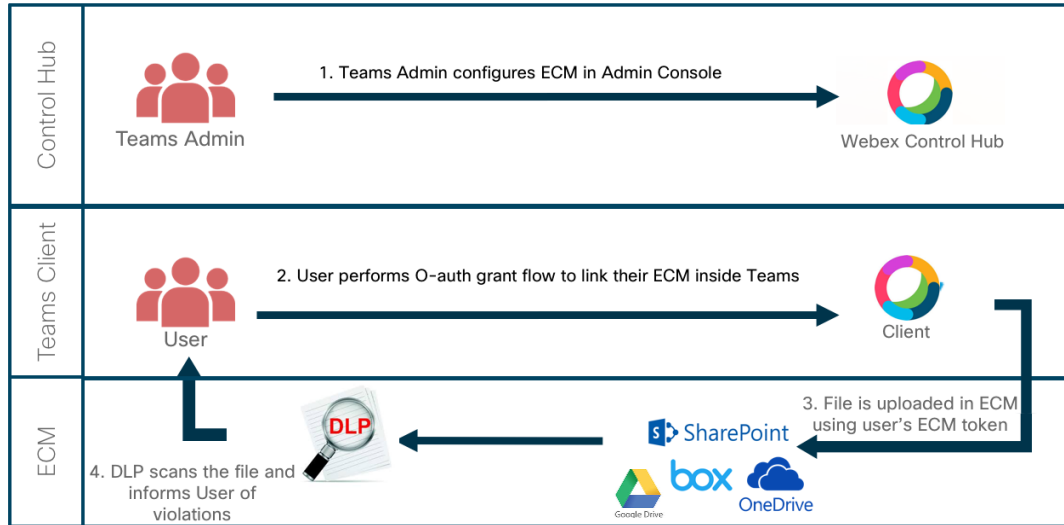 Control Hub
1. Teams Admin configures ECM in Admin Console
Teams Admin
Webex Control Hub
Teams Client
2. User performs O-auth grant flow to link their ECM inside Teams
User
Client
ECM
3. File is uploaded in ECM
using user's ECM token
DLP
S
SharePoint
box
Google Drive
OneDrive
4. DLP scans the file and
informs User of
violations